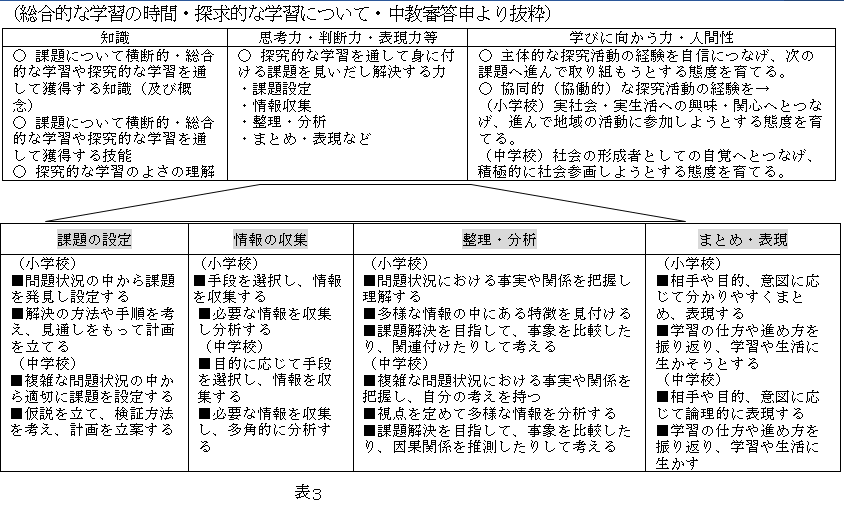 （総合的な学習の時間・探求的な学習について・中教審答申より抜粋）
知識
○ 課題について横断的・総合
的な学習や探究的な学習を通
して獲得する知識（及び概
念）
○ 課題について横断的・総合
的な学習や探究的な学習を通
して獲得する技能
○ 探究的な学習のよさの理解
思考力・判断力・表現力等
○ 探究的な学習を通して身に付
ける課題を見いだし解決する力
・課題設定
・情報収集
・整理・分析
・まとめ・表現など
学びに向かう力・人間性
○ 主体的な探究活動の経験を自信につなげ、次の
課題へ進んで取り組もうとする態度を育てる。
○ 協同的（協働的）な探究活動の経験を→
（小学校）実社会・実生活への興味・関心へとつな
げ、進んで地域の活動に参加しようとする態度を育
てる。
（中学校）社会の形成者としての自覚へとつなげ、
積極的に社会参画しようとする態度を育てる。
課題の設定
（小学校）
■問題状況の中から課題
を発見し設定する
■解決の方法や手順を考
え、見通しをもって計画
を立てる
（中学校）
■複雑な問題状況の中か
ら適切に課題を設定する
■仮説を立て、検証方法
を考え、計画を立案する
情報の収集
（小学校）
■手段を選択し、情報
を収集する
■必要な情報を収集
し分析する
（中学校）
■目的に応じて手段
を選択し、情報を収
集する
■必要な情報を収集
し、多角的に分析す
る
整理・分析
（小学校）
■問題状況における事実や関係を把握し
理解する
■多様な情報の中にある特徴を見付ける
■課題解決を目指して、事象を比較した
り、関連付けたりして考える
（中学校）
■複雑な問題状況における事実や関係を
把握し、自分の考えを持つ
■視点を定めて多様な情報を分析する
■課題解決を目指して、事象を比較した
り、因果関係を推測したりして考える
まとめ・表現
（小学校）
■相手や目的、意図に応
じて分かりやすくまと
め、表現する
■学習の仕方や進め方を
振り返り、学習や生活に
生かそうとする
（中学校）
■相手や目的、意図に応
じて論理的に表現する
■学習の仕方や進め方を
振り返り、学習や生活に
生かす
表３